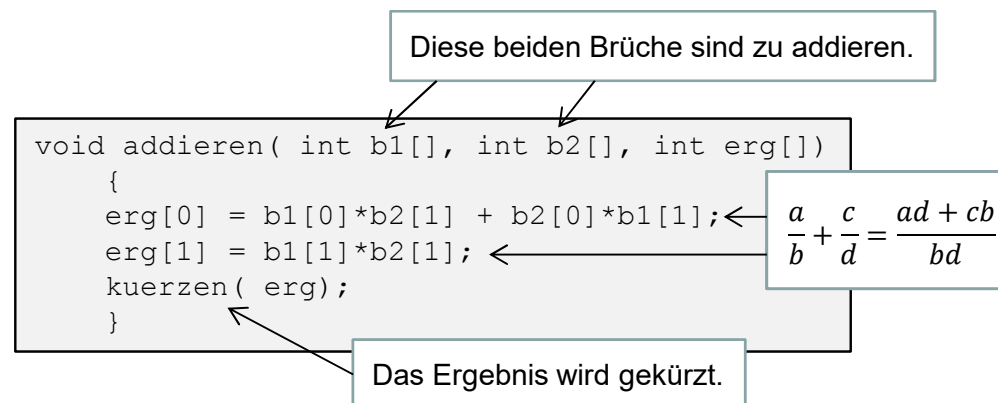 Diese beiden Brüche sind zu addieren.
void addieren( int b1[], int b2[], int erg[])
{
erg[0] = b1[0]*b2[1] + b2[0]*b1[1];
erg[1] = b1[1]*b2[1];
a/b + c/d = (ad + cb)/bd
kuerzen( erg);
}
Das Ergebnis wird gekürzt.